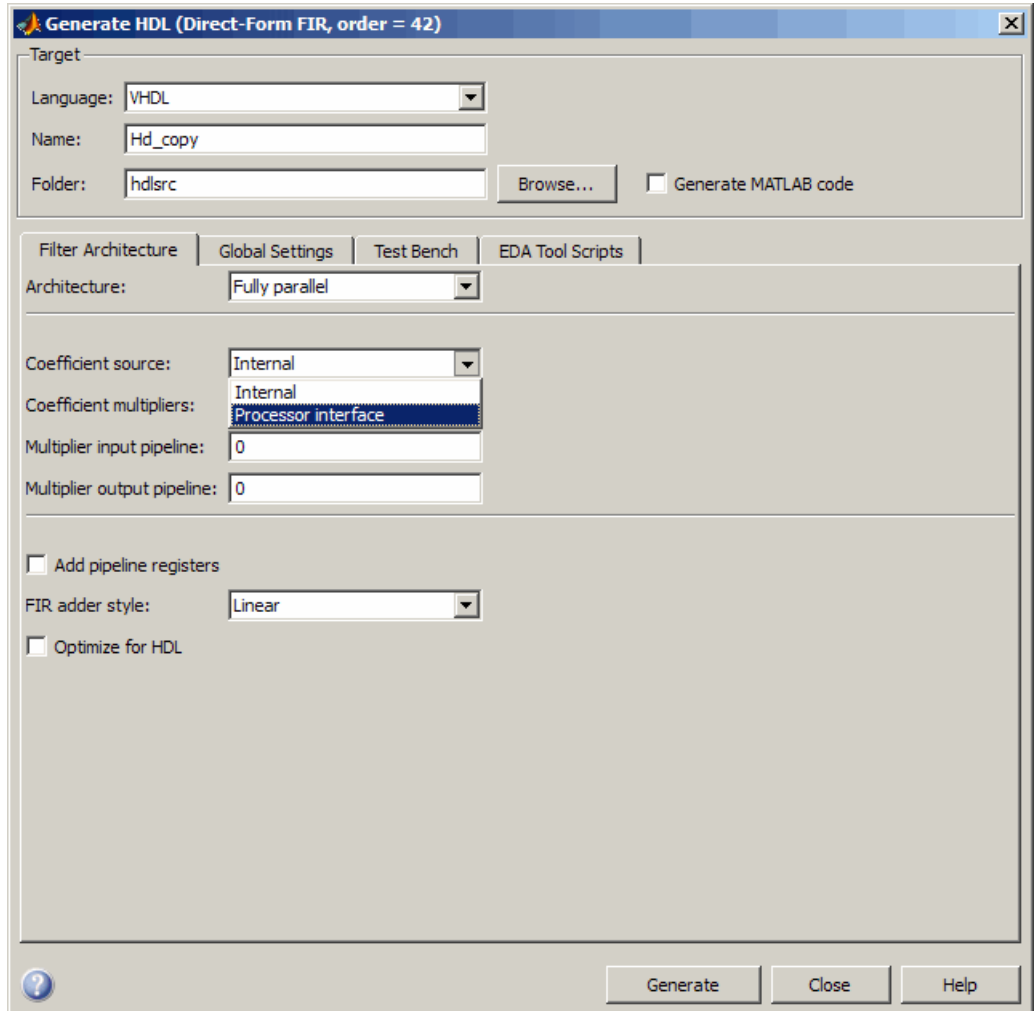 Generate HDL (Direct-Form FIR, order = 42)
Target
Language: VHDL
Name: Hd_copy
Folder: hdlsrc Browse... Generate MATLAB code
Filter Architecture Global Settings Test Bench EDA Tool Scripts
Architecture: Fully parallel
Coefficient source: Internal
Internal
Coefficient multipliers: Processor interface
Multiplier input pipeline: 0
Multiplier output pipeline: 0
Add pipeline registers
FIR adder style: Linear
Optimize for HDL
? Generate Close Help